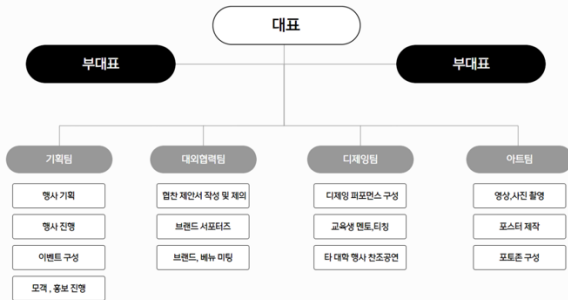 대표
부대표
부대표
기획팀
대외협력팀
디제잉팀
아트팀
행사 기획
협찬 제안서 작성 및 제의
디제잉 퍼포먼스 구성
영상,사진 촬영
행사 진행
브랜드 서포터즈
교육생 멘토,티칭
포스터 제작
이벤트 구성
브랜드, 베뉴 미팅
타 대학 행사 찬조공연
포토존 구성
모객 , 홍보 진행